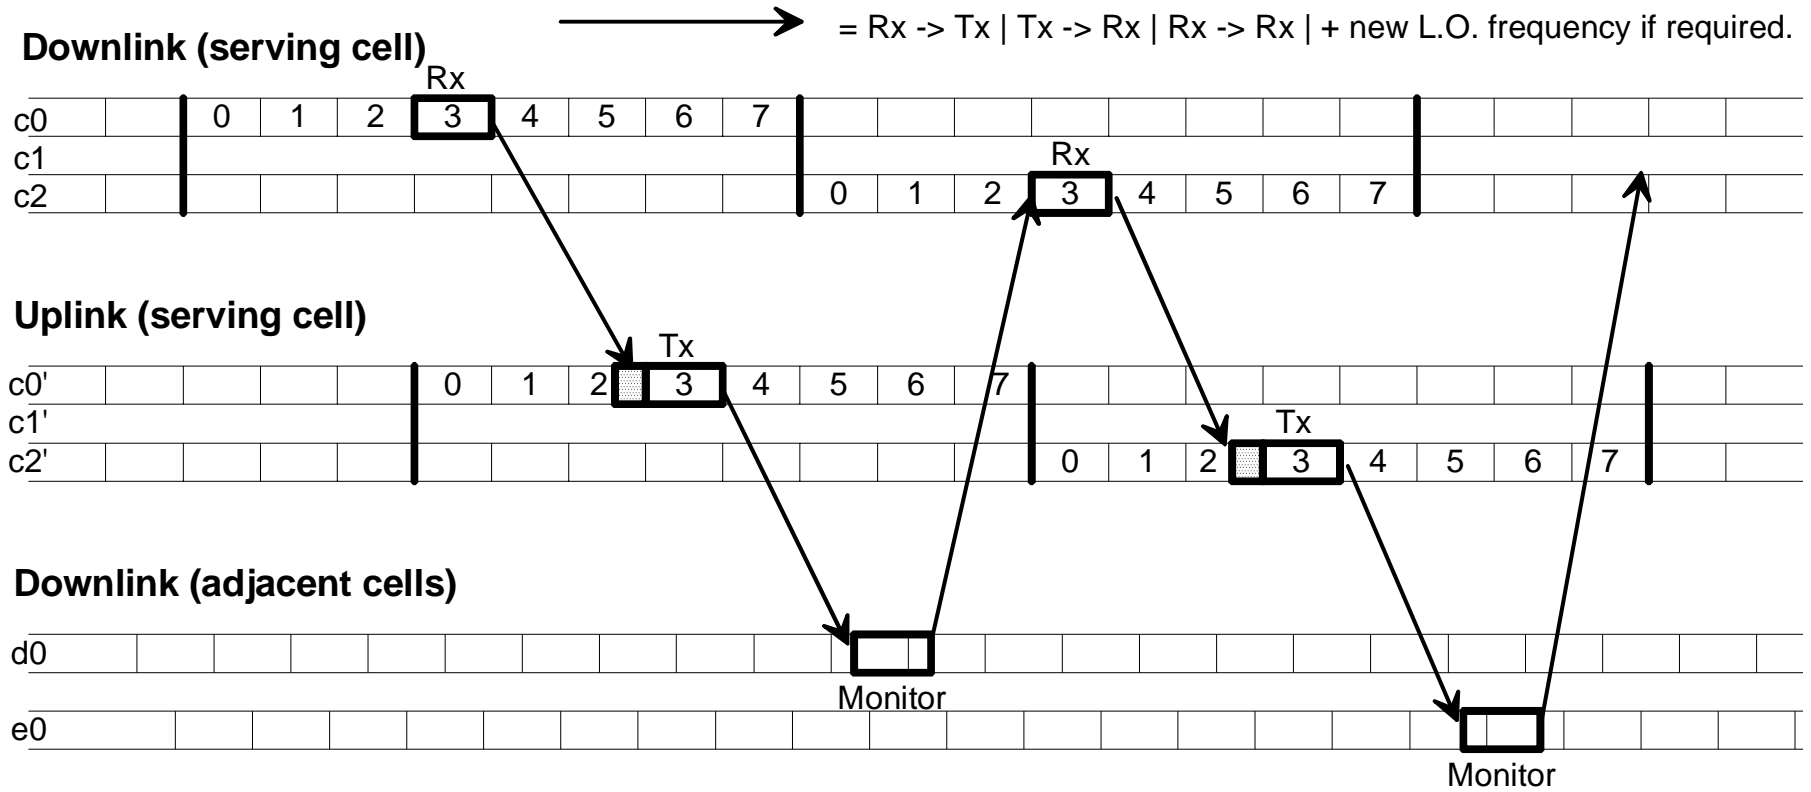 = Rx -> Tx | Tx -> Rx | Rx -> Rx | + new L.O. frequency if required.
Downlink (serving cell)
Rx
c0 0 1 2 3 4 5 6 7
c1 Rx
c2 0 1 2 3 4 5 6 7
Uplink (serving cell)
Tx
c0' 0 1 2 3 4 5 6 7
c1' Tx
c2' 0 1 2 3 4 5 6 7
Downlink (adjacent cells)
d0
Monitor
e0
Monitor